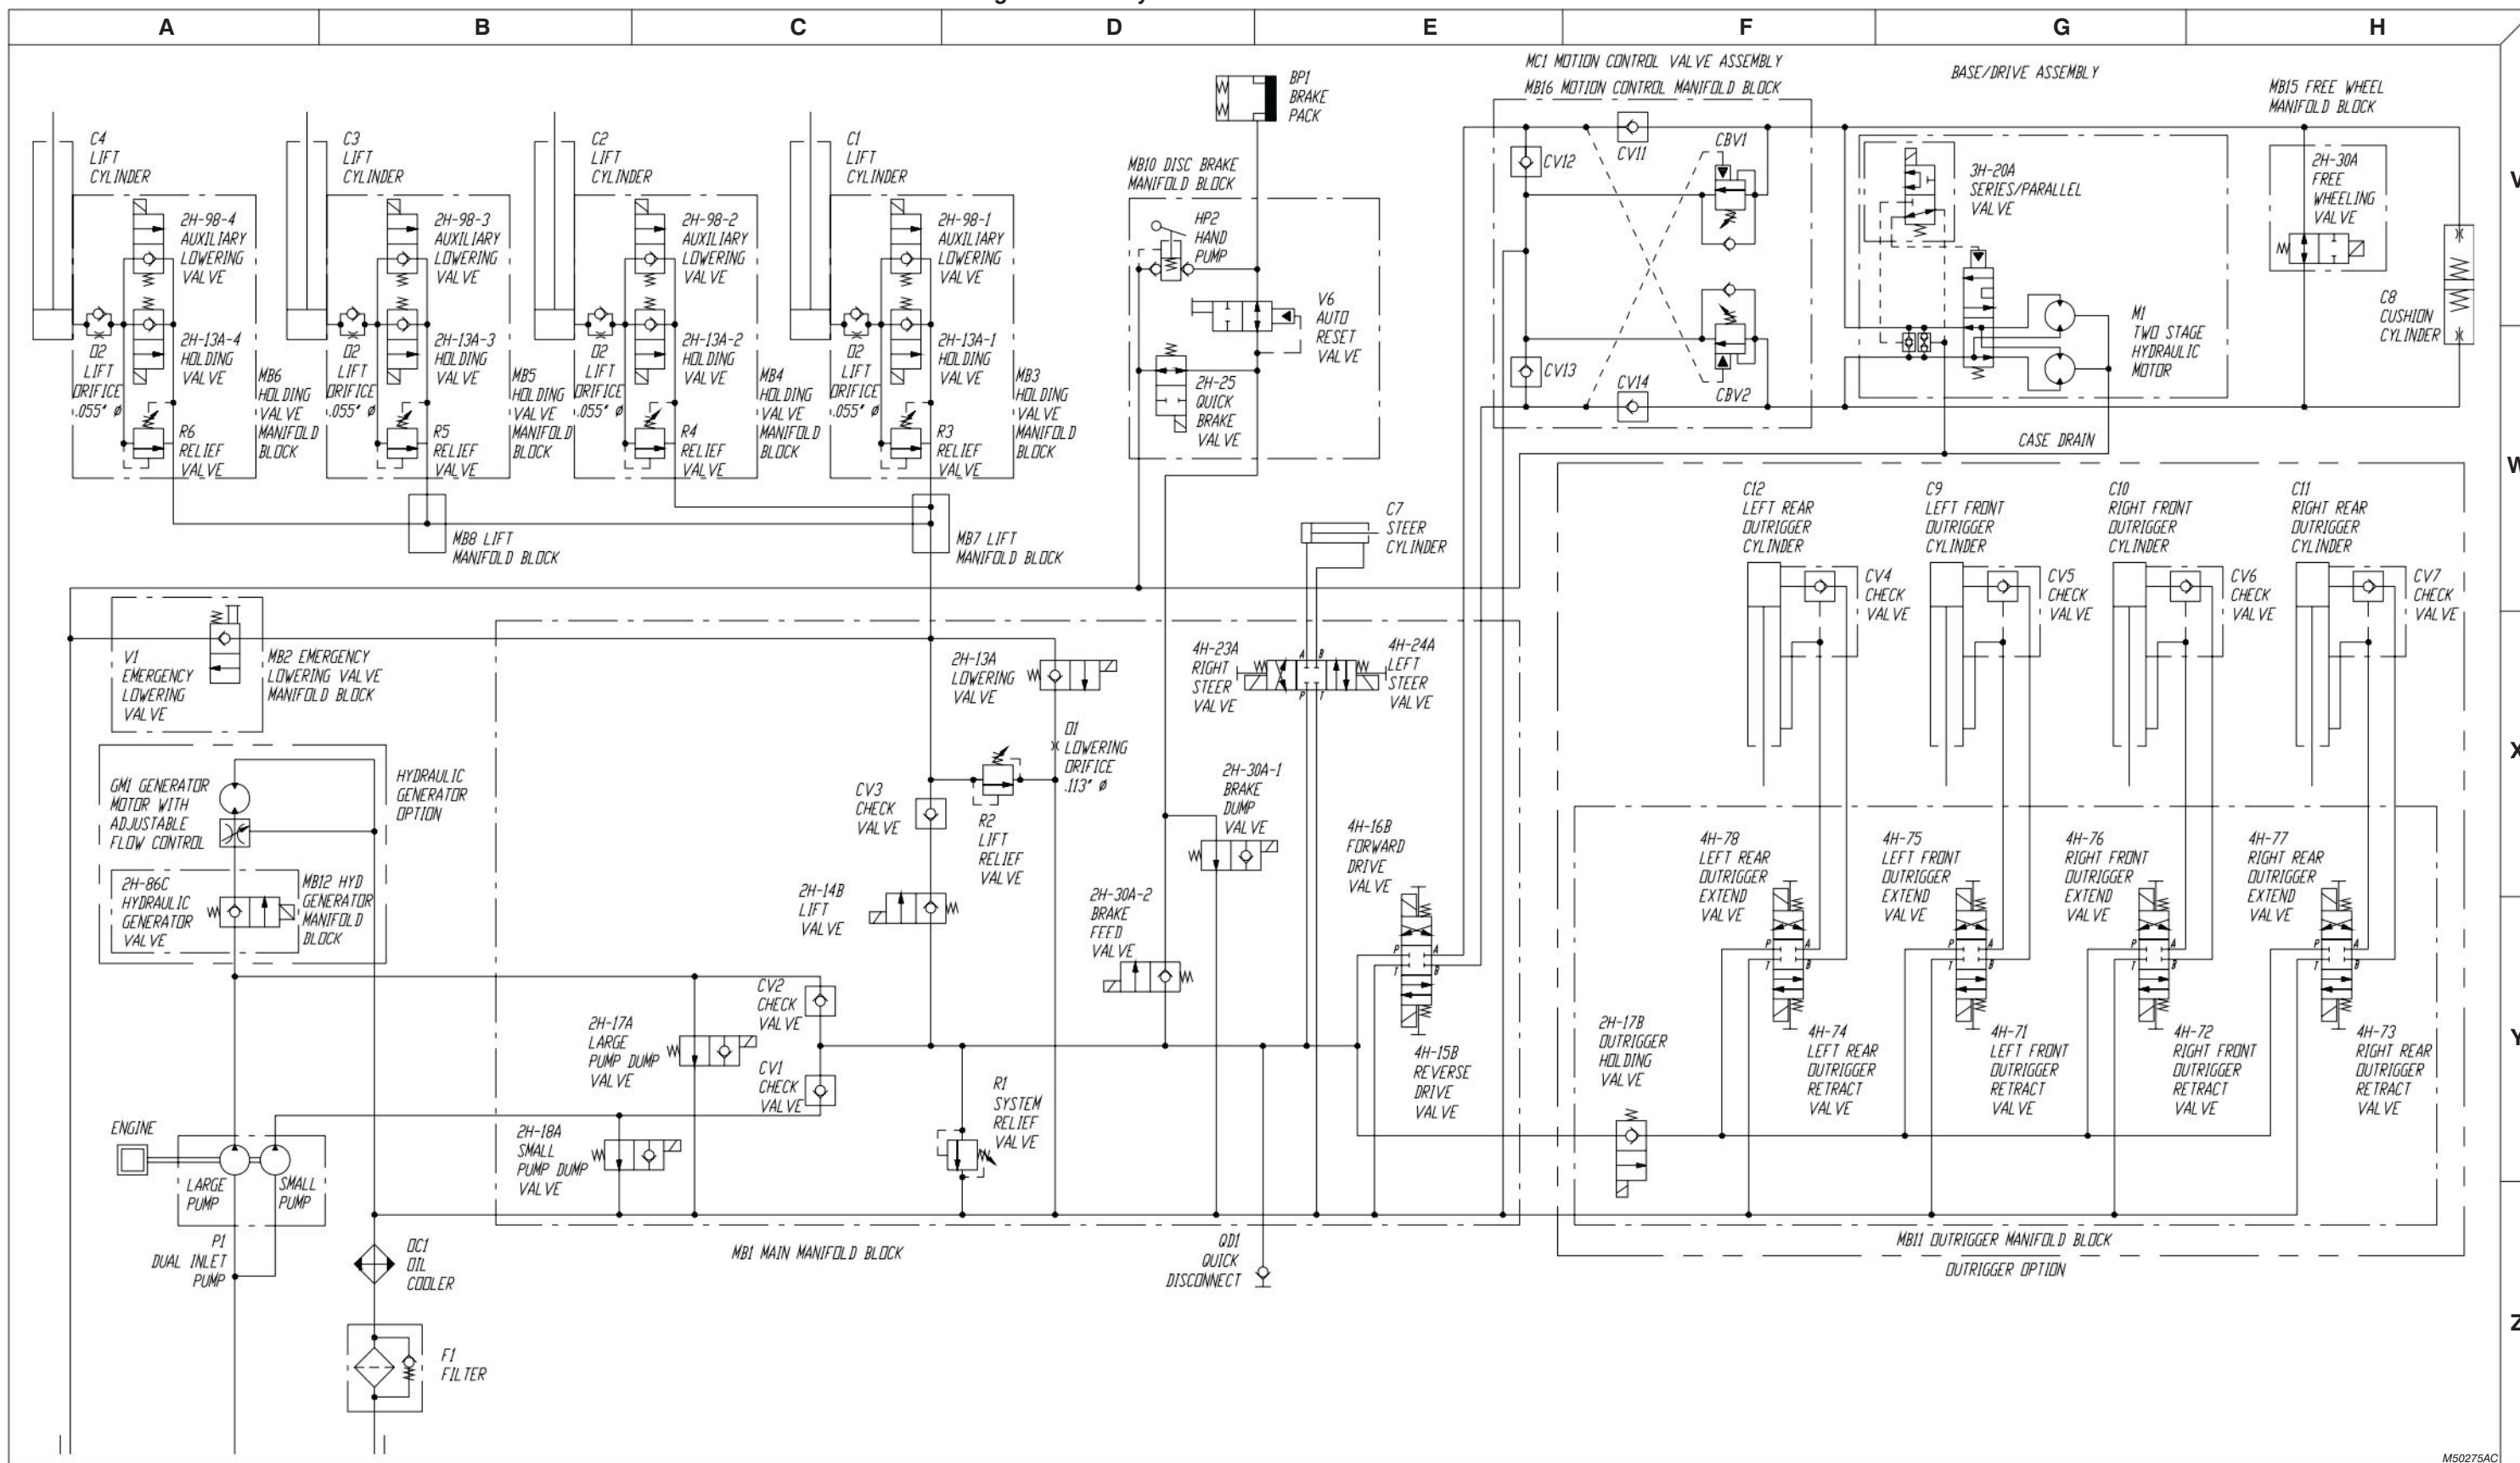 A
B
C
D
E
F
G
H
MC1 MOTION CONTROL VALVE ASSEMBLY
MB16 MOTION CONTROL MANIFOLD BLOCK
BASE/DRIVE ASSEMBLY
MB15 FREE WHEEL
MANIFOLD BLOCK
BP1
BRAKE
PACK
C4
LIFT
CYLINDER
C3
LIFT
CYLINDER
C2
LIFT
CYLINDER
C1
LIFT
CYLINDER
MB10 DISC BRAKE
MANIFOLD BLOCK
CV12
CV11
CBV1
3H-20A
SERIES/PARALLEL
VALVE
2H-30A
FREE
WHEELING
VALVE
2H-98-4
AUXILIARY
LOWERING
VALVE
2H-98-3
AUXILIARY
LOWERING
VALVE
2H-98-2
AUXILIARY
LOWERING
VALVE
2H-98-1
AUXILIARY
LOWERING
VALVE
HP2
HAND
PUMP
V6
AUTO
RESET
VALVE
C8
CUSHION
CYLINDER
M1
TWO STAGE
HYDRAULIC
MOTOR
O2
LIFT
ORIFICE
.055" Ø
2H-13A-4
HOLDING
VALVE
MB6
HOLDING
VALVE
MANIFOLD
BLOCK
O2
LIFT
ORIFICE
.055" Ø
2H-13A-3
HOLDING
VALVE
MB5
HOLDING
VALVE
MANIFOLD
BLOCK
O2
LIFT
ORIFICE
.055" Ø
2H-13A-2
HOLDING
VALVE
MB4
HOLDING
VALVE
MANIFOLD
BLOCK
O2
LIFT
ORIFICE
.055" Ø
2H-13A-1
HOLDING
VALVE
MB3
HOLDING
VALVE
MANIFOLD
BLOCK
2H-25
QUICK
BRAKE
VALVE
CV13
CV14
CBV2
R6
RELIEF
VALVE
R5
RELIEF
VALVE
R4
RELIEF
VALVE
R3
RELIEF
VALVE
CASE DRAIN
MB8 LIFT
MANIFOLD BLOCK
MB7 LIFT
MANIFOLD BLOCK
C7
STEER
CYLINDER
C12
LEFT REAR
OUTRIGGER
CYLINDER
C9
LEFT FRONT
OUTRIGGER
CYLINDER
C10
RIGHT FRONT
OUTRIGGER
CYLINDER
C11
RIGHT REAR
OUTRIGGER
CYLINDER
CV4
CHECK
VALVE
CV5
CHECK
VALVE
CV6
CHECK
VALVE
CV7
CHECK
VALVE
V1
EMERGENCY
LOWERING
VALVE
MB2 EMERGENCY
LOWERING VALVE
MANIFOLD BLOCK
2H-13A
LOWERING
VALVE
4H-23A
RIGHT
STEER
VALVE
A B
P T
4H-24A
LEFT
STEER
VALVE
GM1 GENERATOR
MOTOR WITH
ADJUSTABLE
FLOW CONTROL
HYDRAULIC
GENERATOR
OPTION
O1
LOWERING
ORIFICE
.113" Ø
CV3
CHECK
VALVE
R2
LIFT
RELIEF
VALVE
2H-30A-1
BRAKE
DUMP
VALVE
4H-16B
FORWARD
DRIVE
VALVE
2H-86C
HYDRAULIC
GENERATOR
VALVE
MB12 HYD
GENERATOR
MANIFOLD
BLOCK
2H-14B
LIFT
VALVE
2H-30A-2
BRAKE
FEED
VALVE
P A
T B
4H-78
LEFT REAR
OUTRIGGER
EXTEND
VALVE
P A
T B
4H-75
LEFT FRONT
OUTRIGGER
EXTEND
VALVE
P A
T B
4H-76
RIGHT FRONT
OUTRIGGER
EXTEND
VALVE
P A
T B
4H-77
RIGHT REAR
OUTRIGGER
EXTEND
VALVE
P A
T B
CV2
CHECK
VALVE
2H-17A
LARGE
PUMP DUMP
VALVE
CV1
CHECK
VALVE
R1
SYSTEM
RELIEF
VALVE
4H-15B
REVERSE
DRIVE
VALVE
2H-17B
OUTRIGGER
HOLDING
VALVE
4H-74
LEFT REAR
OUTRIGGER
RETRACT
VALVE
4H-71
LEFT FRONT
OUTRIGGER
RETRACT
VALVE
4H-72
RIGHT FRONT
OUTRIGGER
RETRACT
VALVE
4H-73
RIGHT REAR
OUTRIGGER
RETRACT
VALVE
ENGINE
LARGE
PUMP
SMALL
PUMP
2H-18A
SMALL
PUMP DUMP
VALVE
P1
DUAL INLET
PUMP
OC1
OIL
COOLER
MB1 MAIN MANIFOLD BLOCK
QD1
QUICK
DISCONNECT
MB11 OUTRIGGER MANIFOLD BLOCK
OUTRIGGER OPTION
F1
FILTER
X
Z
M50275AC